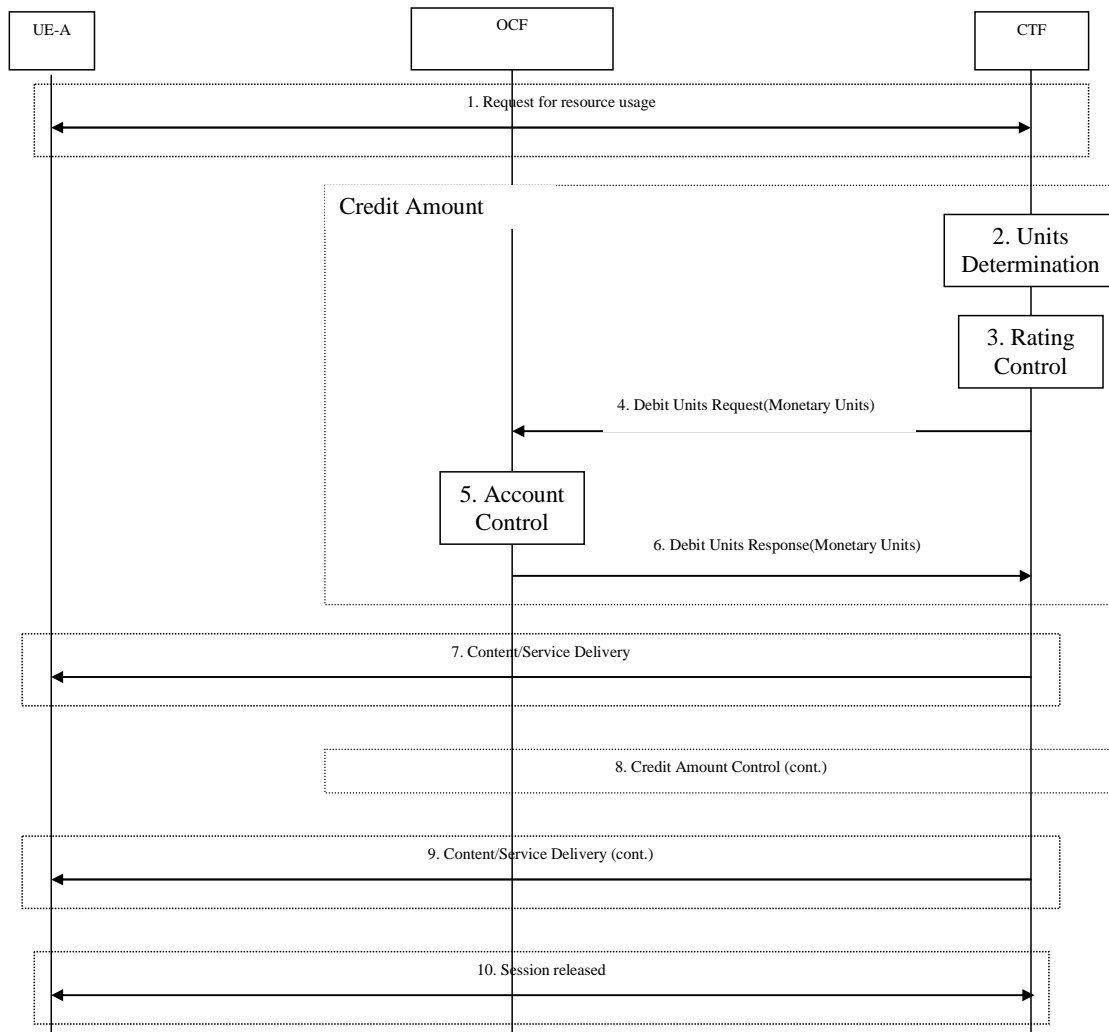 UE-A
OCF
CTF
1. Request for resource usage
Credit Amount
2. Units
Determination
3. Rating
Control
4. Debit Units Request(Monetary Units)
5. Account
Control
6. Debit Units Response(Monetary Units)
7. Content/Service Delivery
8. Credit Amount Control (cont.)
9. Content/Service Delivery (cont.)
10. Session released